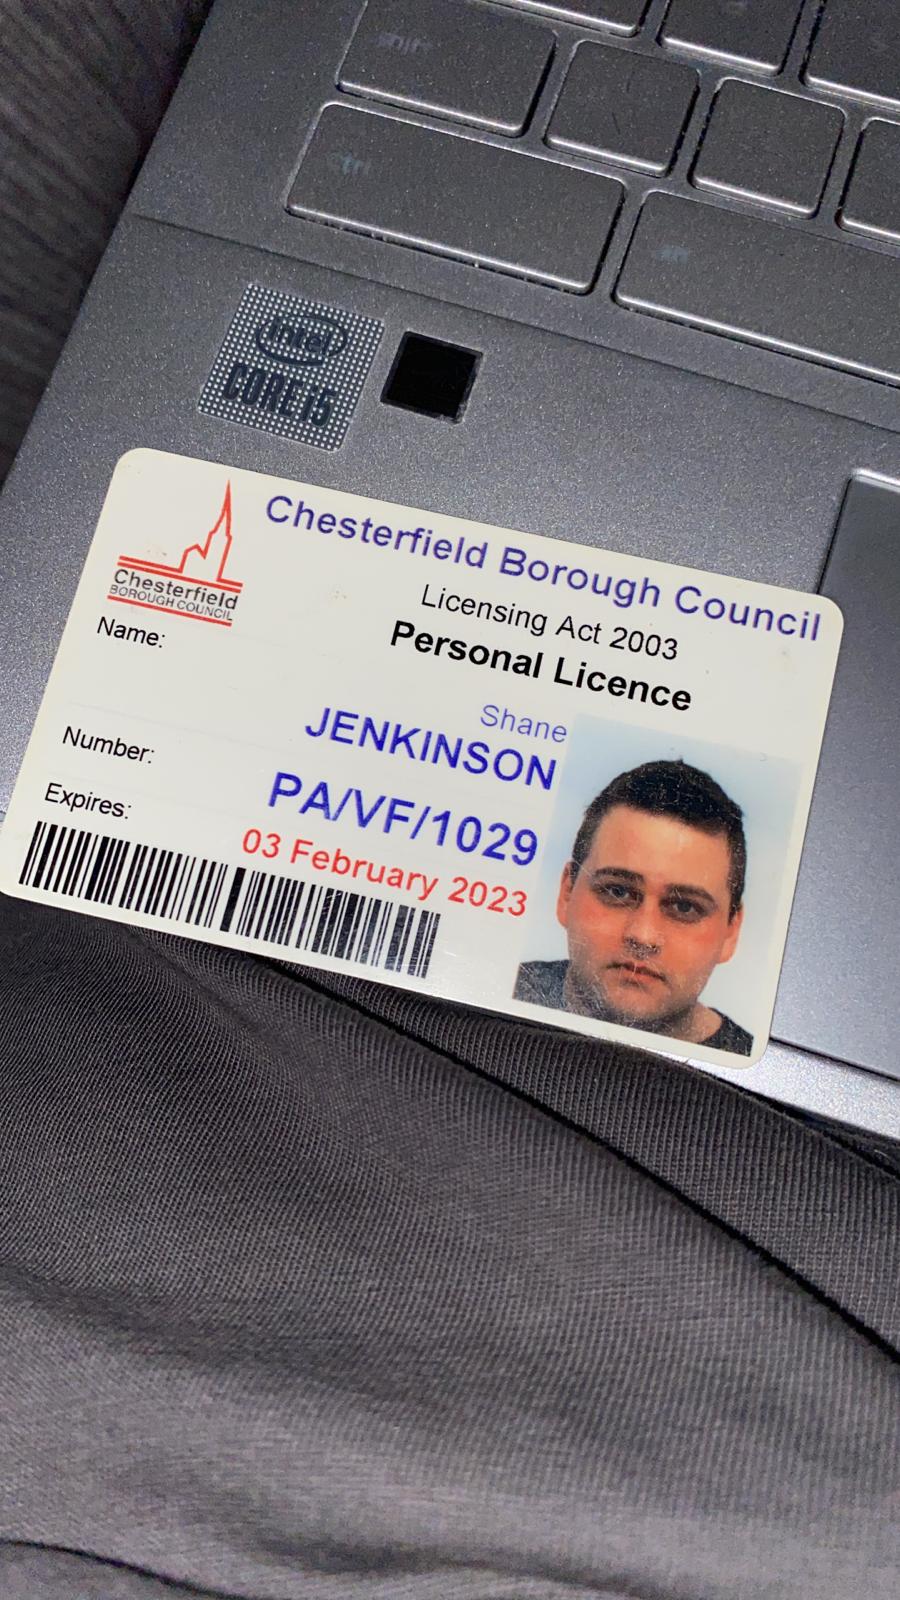 shift
ctrl
alt
intel
CORE i5
Chesterfield
BOROUGH COUNCIL
Chesterfield Borough Council
Licensing Act 2003
Personal Licence
Name:
Shane
JENKINSON
Number:
PA/VF/1029
Expires:
03 February 2023